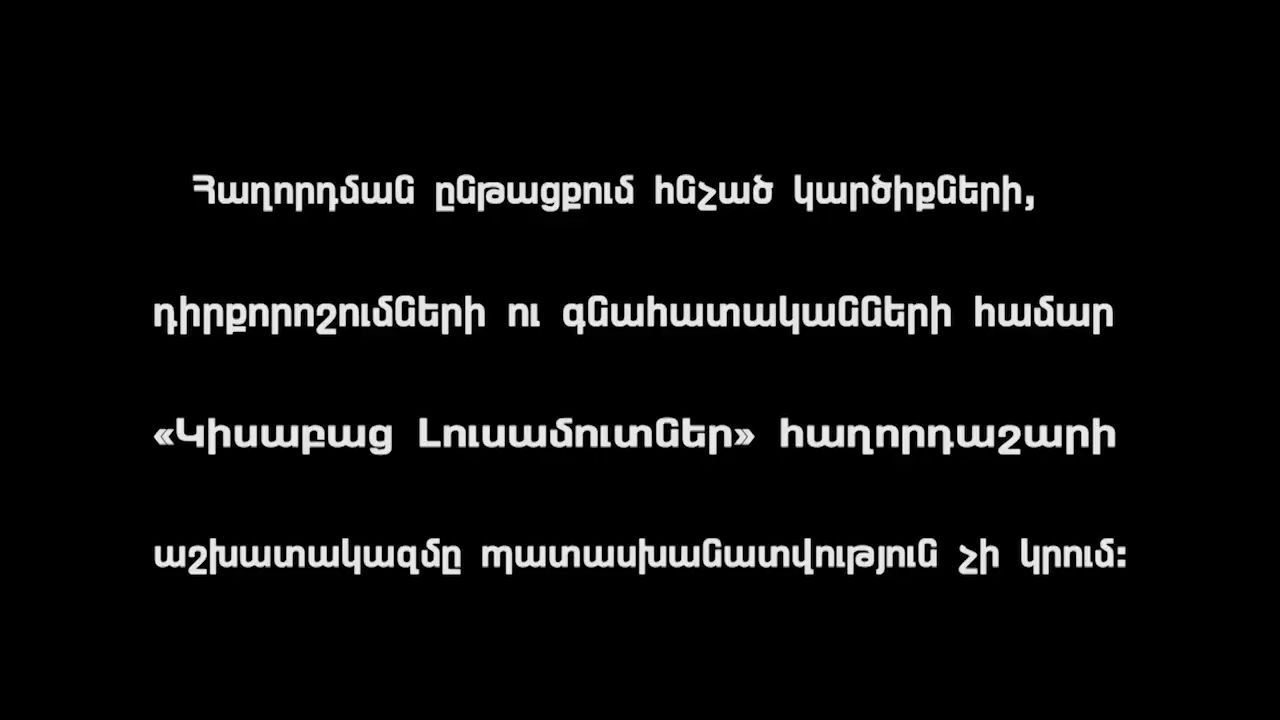 Հաղորդման ընթացքում հնչած կարծիքների,
դիրքորոշումների ու գնահատականների համար
«Կիսաբաց Լուսամուտներ» հաղորդաշարի
աշխատակազմը պատասխանատվություն չի կրում: